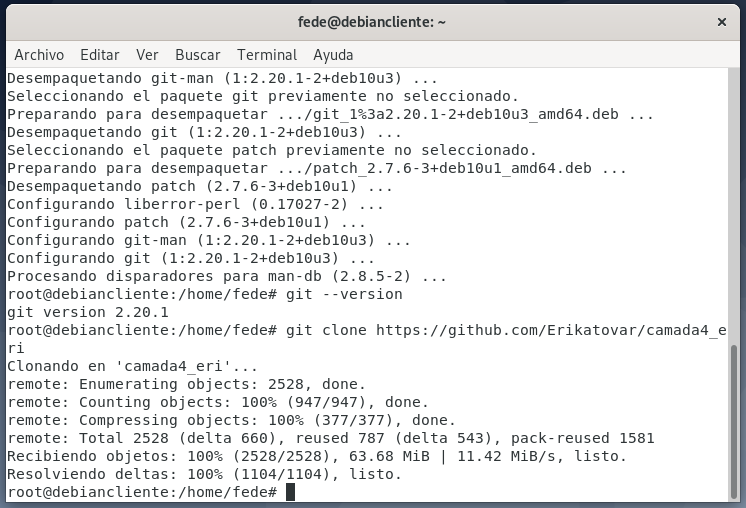 fede@debiancliente: ~
×
Archivo Editar Ver Buscar Terminal Ayuda
Desempaquetando git-man (1:2.20.1-2+deb10u3) ...
Seleccionando el paquete git previamente no seleccionado.
Preparando para desempaquetar .../git_1%3a2.20.1-2+deb10u3_amd64.deb ...
Desempaquetando git (1:2.20.1-2+deb10u3) ...
Seleccionando el paquete patch previamente no seleccionado.
Preparando para desempaquetar .../patch_2.7.6-3+deb10u1_amd64.deb ...
Desempaquetando patch (2.7.6-3+deb10u1) ...
Configurando liberror-perl (0.17027-2) ...
Configurando patch (2.7.6-3+deb10u1) ...
Configurando git-man (1:2.20.1-2+deb10u3) ...
Configurando git (1:2.20.1-2+deb10u3) ...
Procesando disparadores para man-db (2.8.5-2) ...
root@debiancliente:/home/fede# git --version
git version 2.20.1
root@debiancliente:/home/fede# git clone https://github.com/Erikatovar/camada4_e
ri
Clonando en 'camada4_eri'...
remote: Enumerating objects: 2528, done.
remote: Counting objects: 100% (947/947), done.
remote: Compressing objects: 100% (377/377), done.
remote: Total 2528 (delta 660), reused 787 (delta 543), pack-reused 1581
Recibiendo objetos: 100% (2528/2528), 63.68 MiB | 11.42 MiB/s, listo.
Resolviendo deltas: 100% (1104/1104), listo.
root@debiancliente:/home/fede#